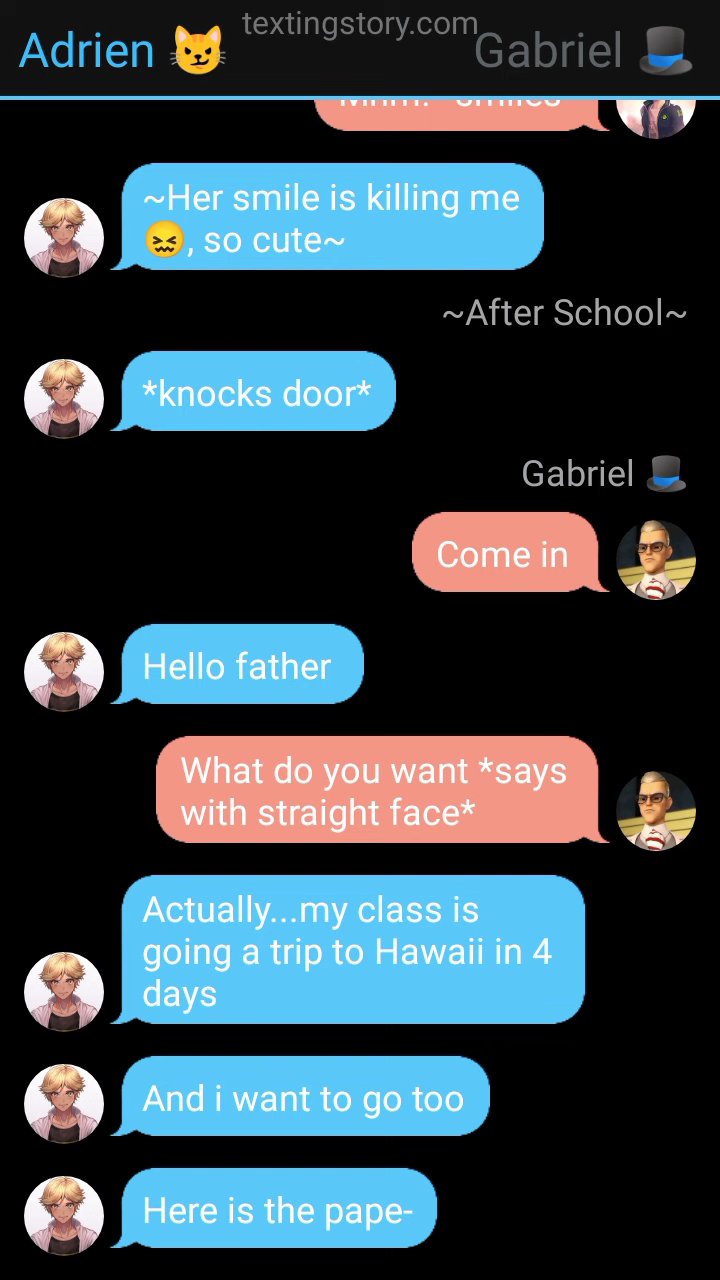 textingstory.com
Adrien 😼
Gabriel 🎩
~Her smile is killing me
😖, so cute~
~After School~
*knocks door*
Gabriel 🎩
Come in
Hello father
What do you want *says
with straight face*
Actually...my class is
going a trip to Hawaii in 4
days
And i want to go too
Here is the pape-